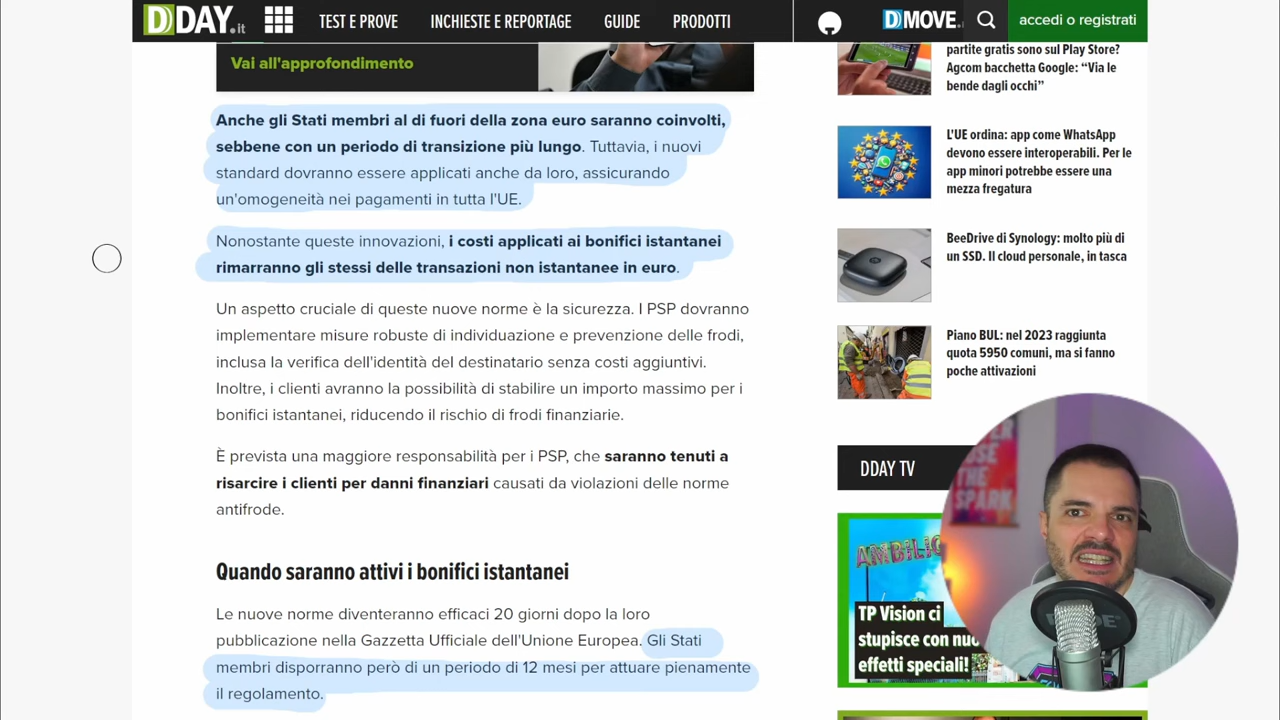 DDAY.it
TEST E PROVE
INCHIESTE E REPORTAGE
GUIDE
PRODOTTI
DMOVE.
accedi o registrati
Vai all'approfondimento
Anche gli Stati membri al di fuori della zona euro saranno coinvolti,
sebbene con un periodo di transizione più lungo. Tuttavia, i nuovi
standard dovranno essere applicati anche da loro, assicurando
un'omogeneità nei pagamenti in tutta l'UE.
Nonostante queste innovazioni, i costi applicati ai bonifici istantanei
rimarranno gli stessi delle transazioni non istantanee in euro.
Un aspetto cruciale di queste nuove norme è la sicurezza. I PSP dovranno
implementare misure robuste di individuazione e prevenzione delle frodi,
inclusa la verifica dell'identità del destinatario senza costi aggiuntivi.
Inoltre, i clienti avranno la possibilità di stabilire un importo massimo per i
bonifici istantanei, riducendo il rischio di frodi finanziarie.
È prevista una maggiore responsabilità per i PSP, che saranno tenuti a
risarcire i clienti per danni finanziari causati da violazioni delle norme
antifrode.
Quando saranno attivi i bonifici istantanei
Le nuove norme diventeranno efficaci 20 giorni dopo la loro
pubblicazione nella Gazzetta Ufficiale dell'Unione Europea. Gli Stati
membri disporranno però di un periodo di 12 mesi per attuare pienamente
il regolamento.
partite gratis sono sul Play Store?
Agcom bacchetta Google: “Via le
bende dagli occhi”
L'UE ordina: app come WhatsApp
devono essere interoperabili. Per le
app minori potrebbe essere una
mezza fregatura
BeeDrive di Synology: molto più di
un SSD. Il cloud personale, in tasca
Piano BUL: nel 2023 raggiunta
quota 5950 comuni, ma si fanno
poche attivazioni
DDAY TV
AMBILIG
TP Vision ci
stupisce con nuo
effetti speciali!
USE
THE
SPARK